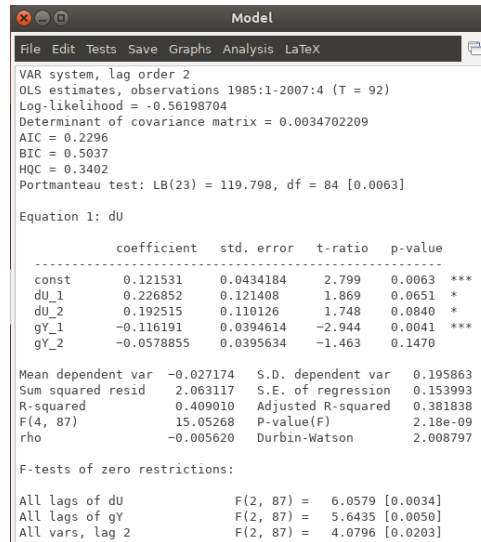 Model
File Edit Tests Save Graphs Analysis LaTeX
VAR system, lag order 2
OLS estimates, observations 1985:1-2007:4 (T = 92)
Log-likelihood = -0.56198704
Determinant of covariance matrix = 0.0034702209
AIC = 0.2296
BIC = 0.5037
HQC = 0.3402
Portmanteau test: LB(23) = 119.798, df = 84 [0.0063]
Equation 1: dU
coefficient std. error t-ratio p-value
const 0.121531 0.0434184 2.799 0.0063 ***
dU_1 0.226852 0.121408 1.869 0.0651 *
dU_2 0.192515 0.110126 1.748 0.0840 *
gY_1 −0.116191 0.0394614 −2.944 0.0041 ***
gY_2 −0.0578855 0.0395634 −1.463 0.1470
Mean dependent var −0.027174 S.D. dependent var 0.195863
Sum squared resid 2.063117 S.E. of regression 0.153993
R-squared 0.409010 Adjusted R-squared 0.381838
F(4, 87) 15.05268 P-value(F) 2.18e-09
rho −0.005620 Durbin-Watson 2.008797
F-tests of zero restrictions:
All lags of dU F(2, 87) = 6.0579 [0.0034]
All lags of gY F(2, 87) = 5.6435 [0.0050]
All vars, lag 2 F(2, 87) = 4.0796 [0.0203]